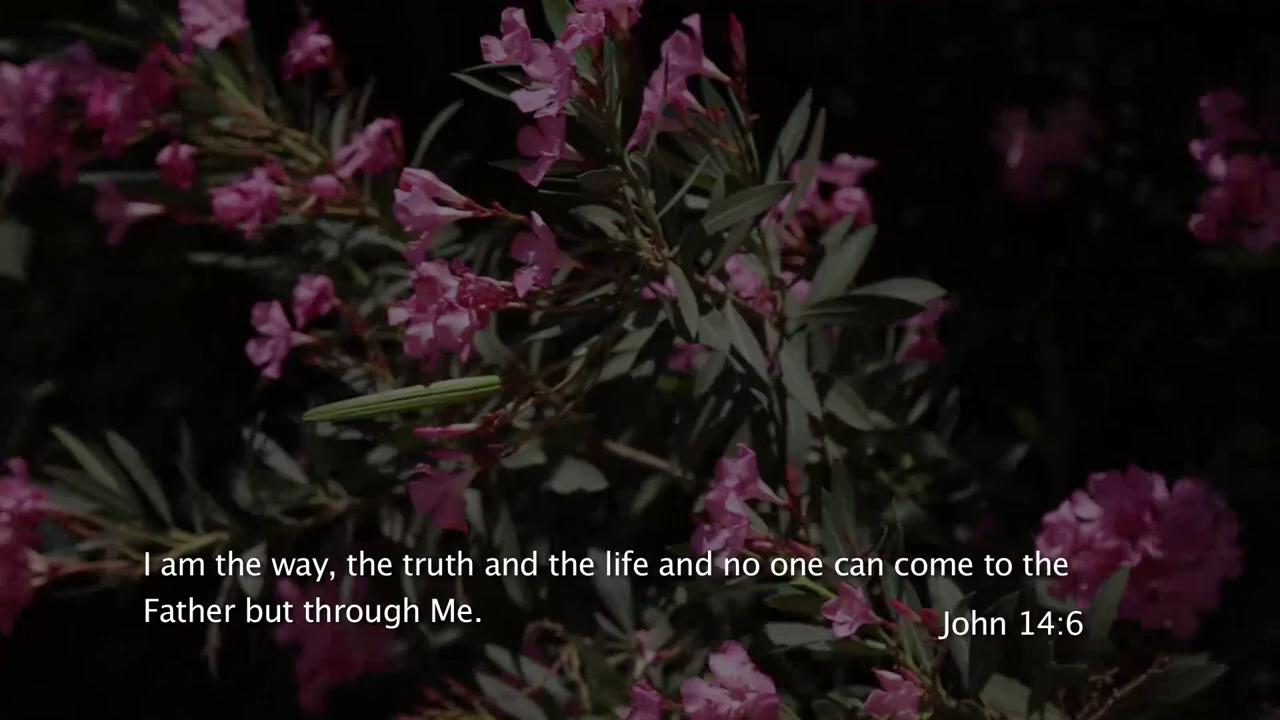 I am the way, the truth and the life and no one can come to the
Father but through Me.
John 14:6